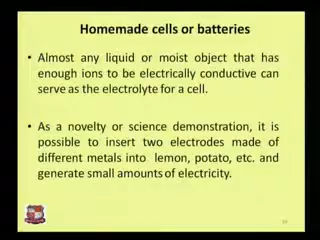 Homemade cells or batteries
• Almost any liquid or moist object that has
enough ions to be electrically conductive can
serve as the electrolyte for a cell.
• As a novelty or science demonstration, it is
possible to insert two electrodes made of
different metals into lemon, potato, etc. and
generate small amounts of electricity.